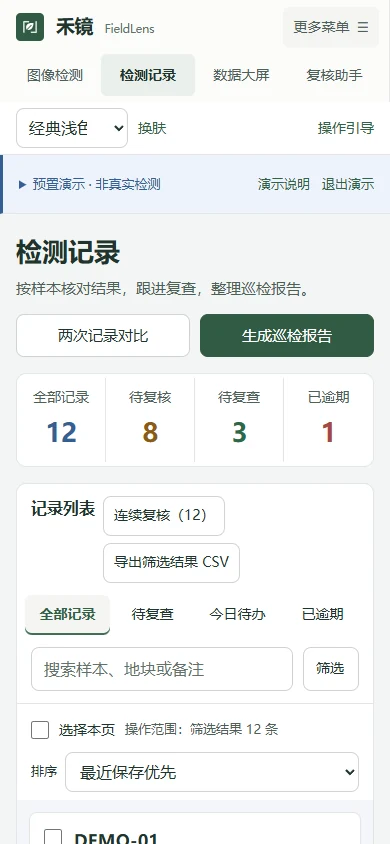 禾镜 FieldLens 更多菜单 ☰
图像检测 检测记录 数据大屏 复核助手
经典浅色 换肤 操作引导
▶ 预置演示 · 非真实检测 演示说明 退出演示
检测记录
按样本核对结果，跟进复查，整理巡检报告。
两次记录对比 生成巡检报告
全部记录 待复核 待复查 已逾期
12 8 3 1
记录列表 连续复核（12）
导出筛选结果 CSV
全部记录 待复查 今日待办 已逾期
搜索样本、地块或备注 筛选
选择本页 操作范围：筛选结果 12 条
排序 最近保存优先
DEMO-01